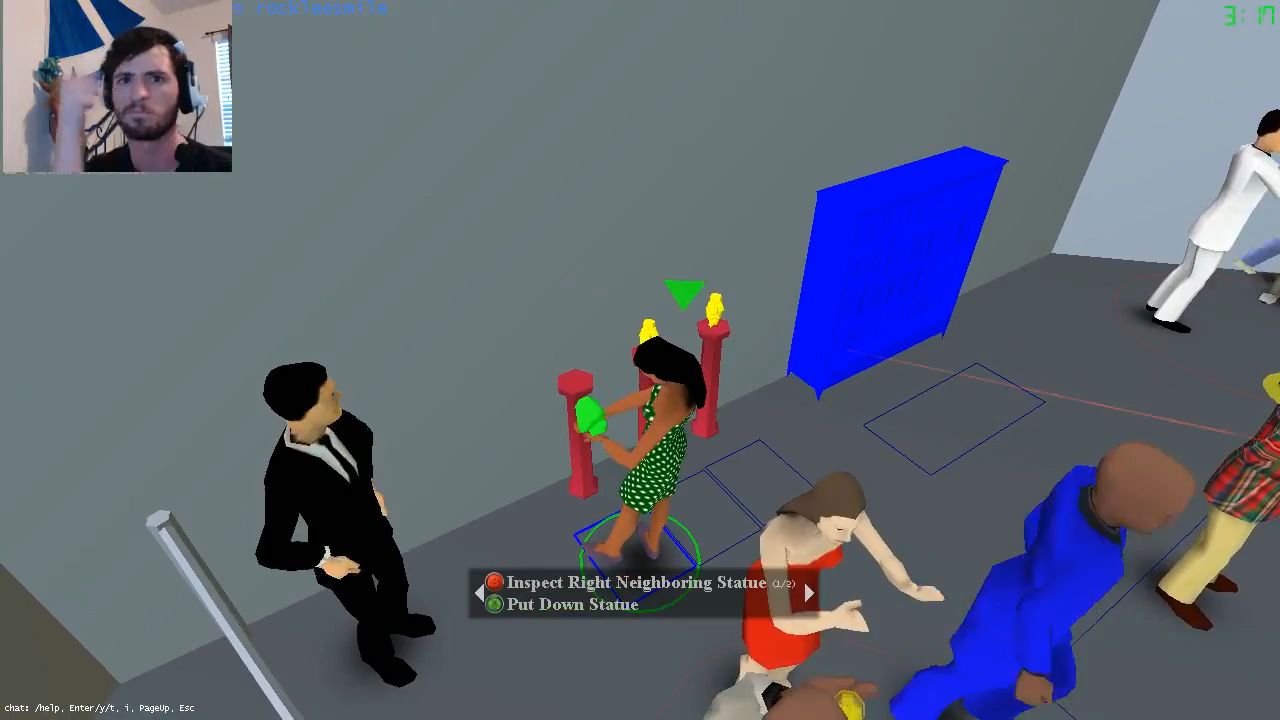 s rockleesmile
3:17
Inspect Right Neighboring Statue (1/2)
Put Down Statue
chat: /help, Enter/y/t, i, PageUp, Esc